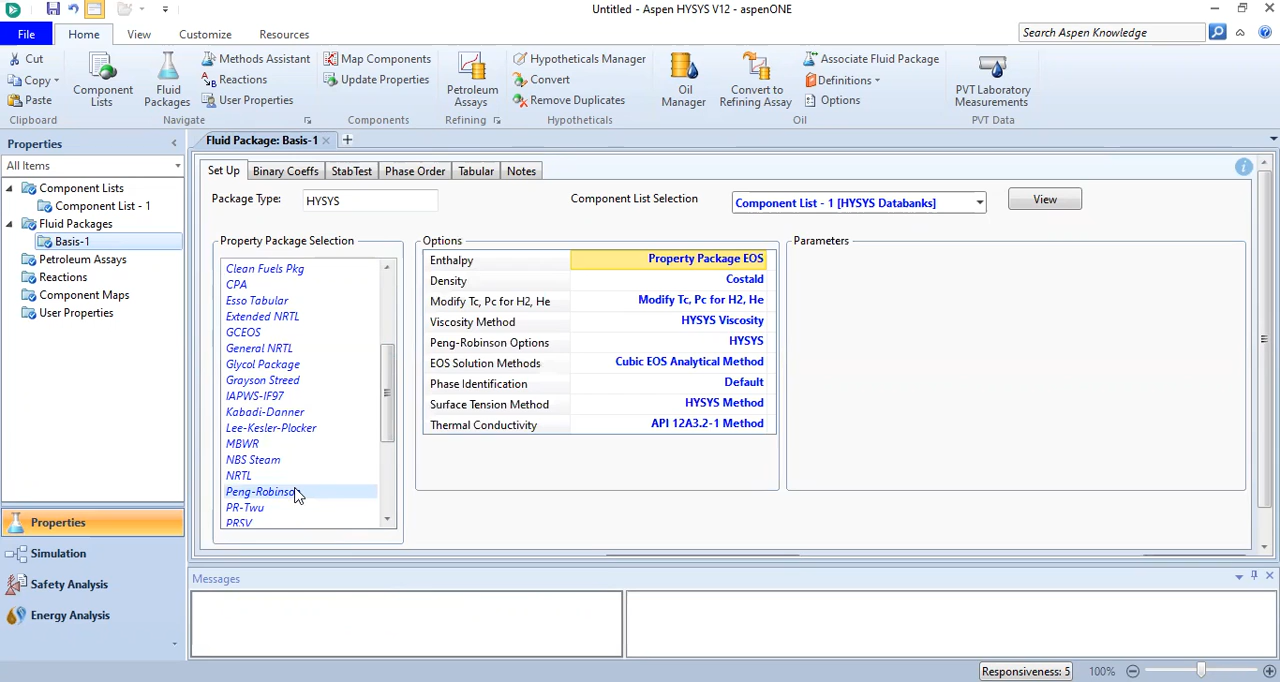 Untitled - Aspen HYSYS V12 - aspenONE
File
Home
View
Customize
Resources
Search Aspen Knowledge
Cut
Copy
Paste
Clipboard
Component Lists
Fluid Packages
Methods Assistant
Reactions
User Properties
Navigate
Map Components
Update Properties
Components
Petroleum Assays
Refining
Hypotheticals Manager
Convert
Remove Duplicates
Hypotheticals
Oil Manager
Convert to Refining Assay
Associate Fluid Package
Definitions
Options
Oil
PVT Laboratory Measurements
PVT Data
Properties
All Items
Component Lists
Component List - 1
Fluid Packages
Basis-1
Petroleum Assays
Reactions
Component Maps
User Properties
Properties
Simulation
Safety Analysis
Energy Analysis
Fluid Package: Basis-1
Set Up
Binary Coeffs
StabTest
Phase Order
Tabular
Notes
Package Type:
HYSYS
Component List Selection
Component List - 1 [HYSYS Databanks]
View
Property Package Selection
Clean Fuels Pkg
CPA
Esso Tabular
Extended NRTL
GCEOS
General NRTL
Glycol Package
Grayson Streed
IAPWS-IF97
Kabadi-Danner
Lee-Kesler-Plocker
MBWR
NBS Steam
NRTL
Peng-Robinson
PR-Twu
PRSV
Options
Enthalpy Property Package EOS
Density Costald
Modify Tc, Pc for H2, He Modify Tc, Pc for H2, He
Viscosity Method HYSYS Viscosity
Peng-Robinson Options HYSYS
EOS Solution Methods Cubic EOS Analytical Method
Phase Identification Default
Surface Tension Method HYSYS Method
Thermal Conductivity API 12A3.2-1 Method
Parameters
Messages
Responsiveness: 5
100%